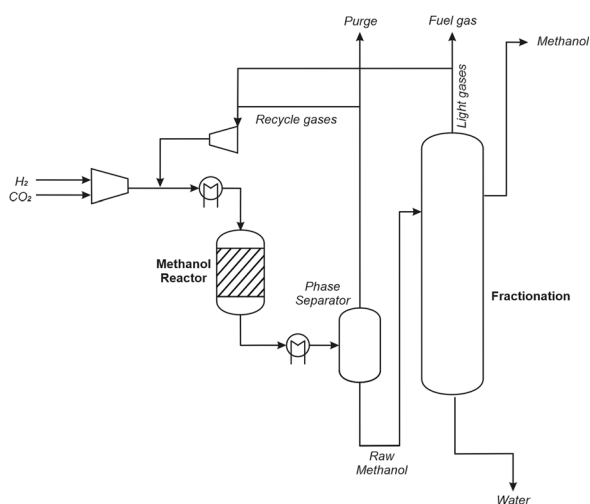 Purge
Fuel gas
Methanol
Light gases
Recycle gases
H₂
CO₂
Methanol
Reactor
Phase
Separator
Fractionation
Raw
Methanol
Water